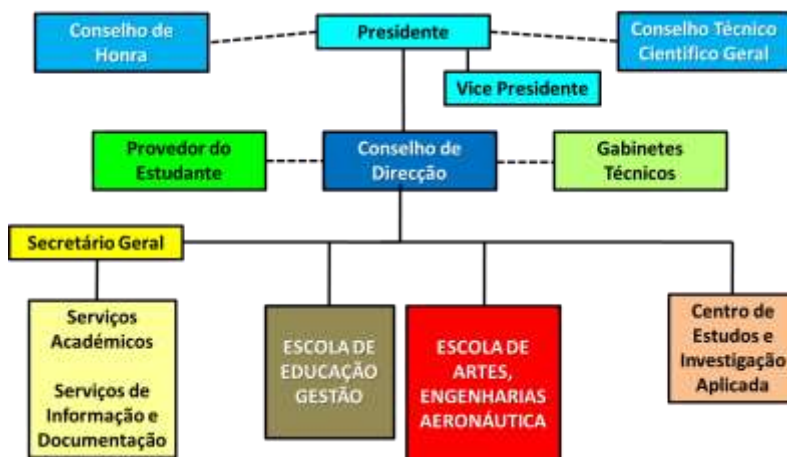 Conselho de
Honra
Presidente
Conselho Técnico
Cientifico Geral
Vice Presidente
Provedor do
Estudante
Conselho de
Direcção
Gabinetes
Técnicos
Secretário Geral
Serviços
Académicos
Serviços de
Informação e
Documentação
ESCOLA DE
EDUCAÇÃO
GESTÃO
ESCOLA DE
ARTES,
ENGENHARIAS
AERONÁUTICA
Centro de
Estudos e
Investigação
Aplicada